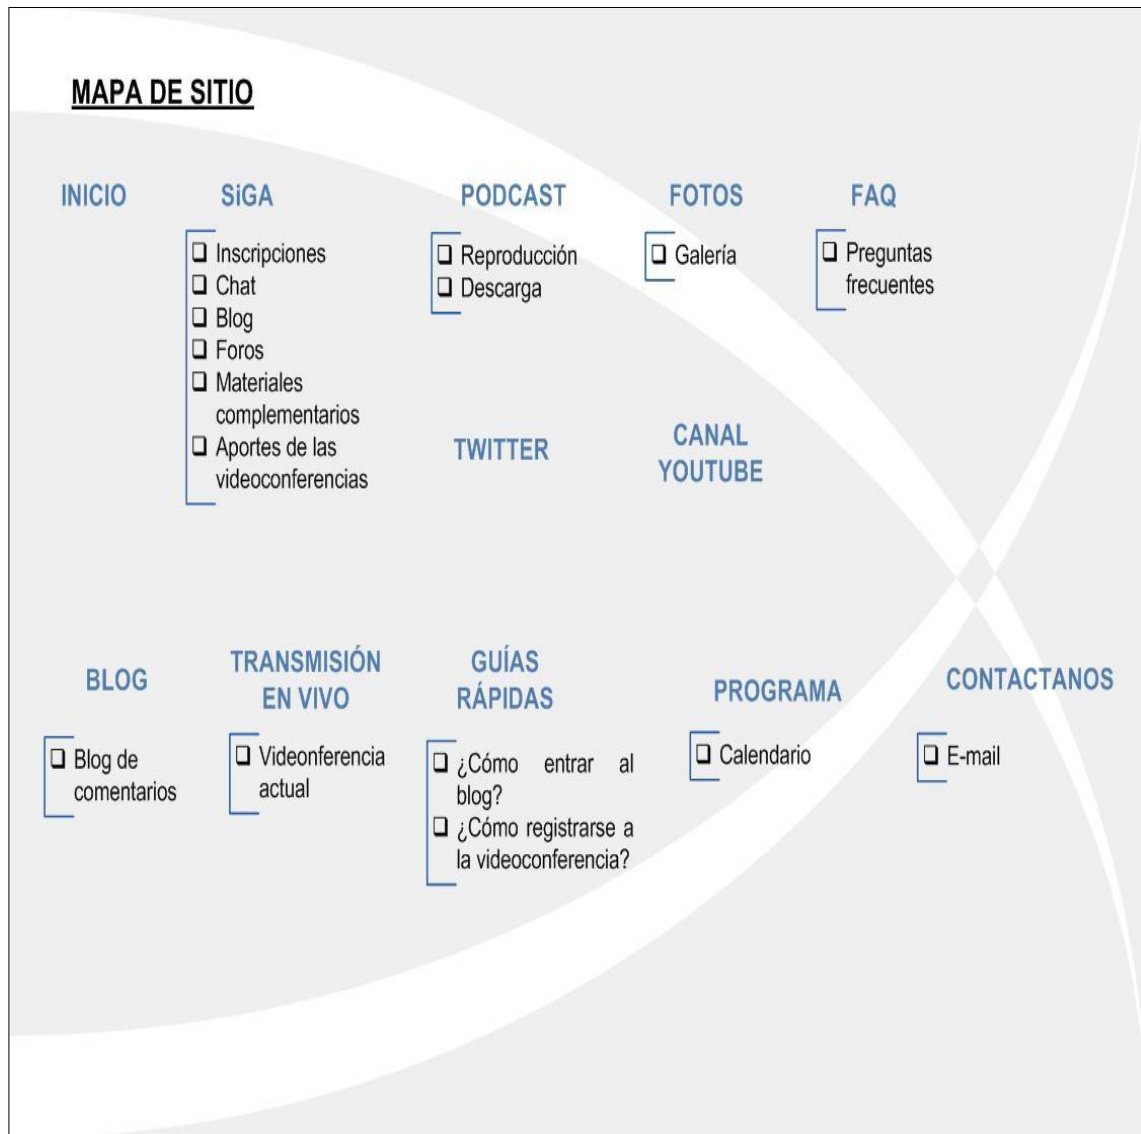 MAPA DE SITIO
INICIO
SiGA
Inscripciones
Chat
Blog
Foros
Materiales
complementarios
Aportes de las
videoconferencias
PODCAST
Reproducción
Descarga
FOTOS
Galería
FAQ
Preguntas
frecuentes
TWITTER
CANAL
YOUTUBE
BLOG
Blog de
comentarios
TRANSMISIÓN
EN VIVO
Videonferencia
actual
GUÍAS
RÁPIDAS
¿Cómo entrar al
blog?
¿Cómo registrarse a
la videoconferencia?
PROGRAMA
Calendario
CONTACTANOS
E-mail